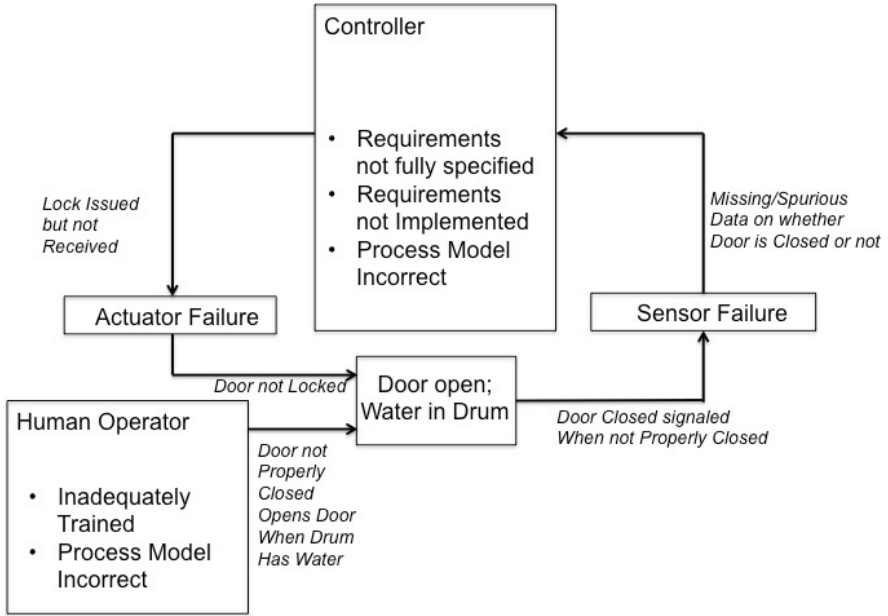 Controller
• Requirements
not fully specified
• Requirements
not Implemented
• Process Model
Incorrect
Lock Issued
but not
Received
Missing/Spurious
Data on whether
Door is Closed or not
Actuator Failure
Sensor Failure
Door not Locked
Door open;
Water in Drum
Door Closed signaled
When not Properly Closed
Human Operator
• Inadequately
Trained
• Process Model
Incorrect
Door not
Properly
Closed
Opens Door
When Drum
Has Water